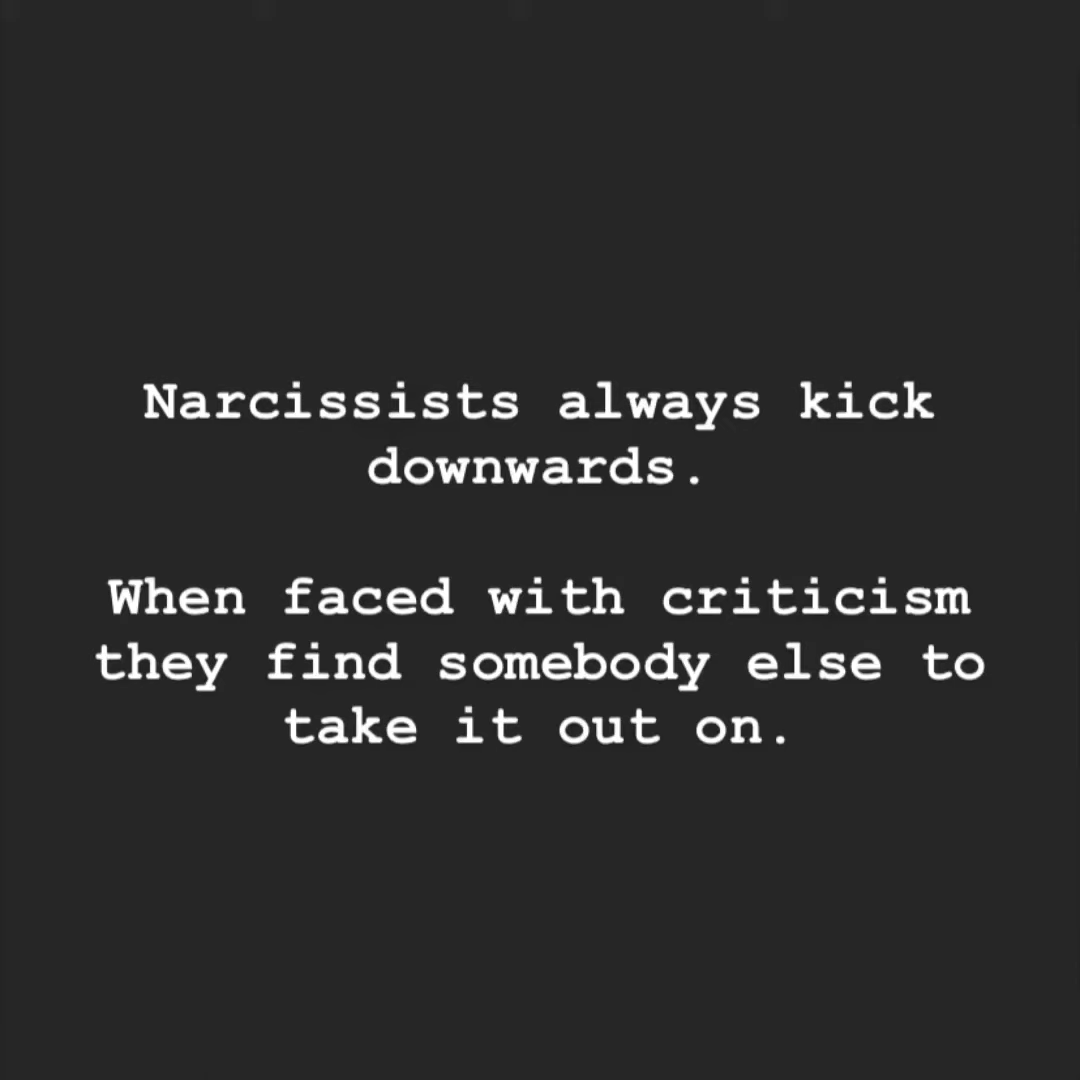 Narcissists always kick
downwards.
When faced with criticism
they find somebody else to
take it out on.